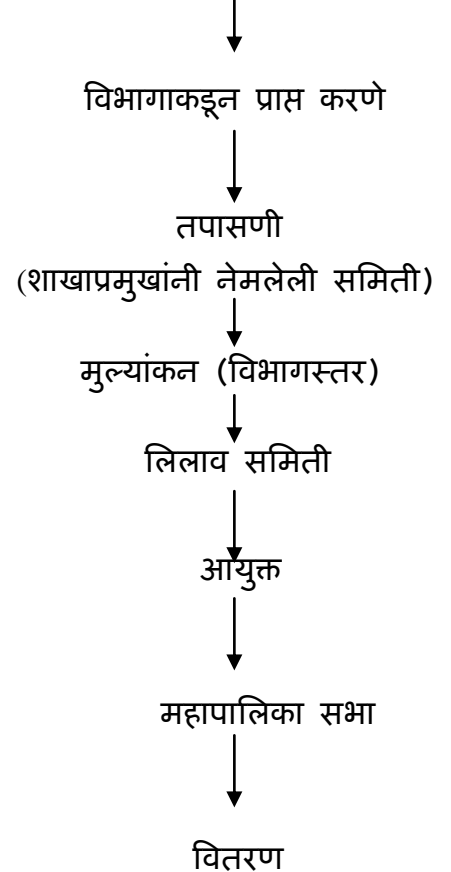 विभागाकडून प्राप्त करणे
तपासणी
(शाखाप्रमुखांनी नेमलेली समिती)
मुल्यांकन (विभागस्तर)
लिलाव समिती
आयुक्त
महापालिका सभा
वितरण